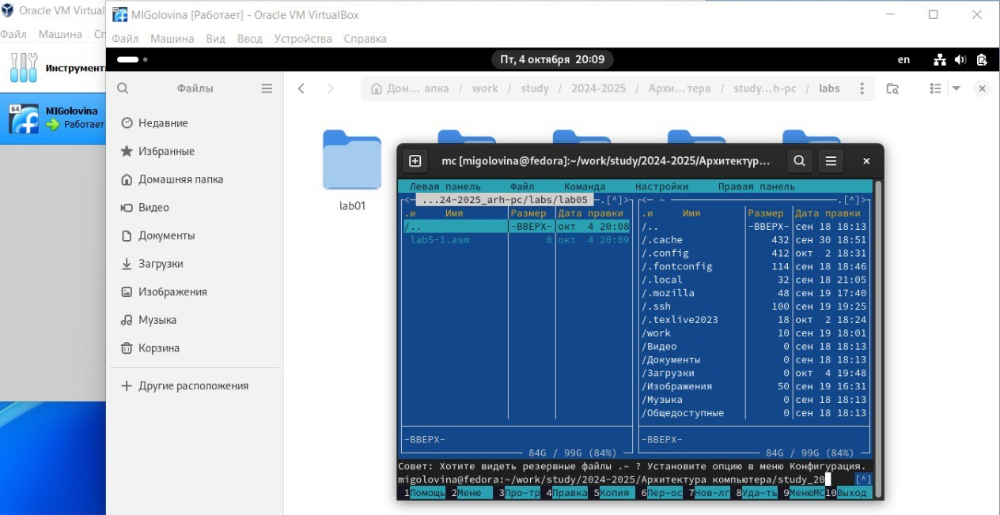 Oracle VM VirtualBo
Файл Машина Сп
Инструмент
64
MIGolovina
Работает
MIGolovina [Работает] - Oracle VM VirtualBox
Файл Машина Вид Ввод Устройства Справка
Пт, 4 октября 20:09
en
Файлы
Недавние
Избранные
Домашняя папка
Видео
Документы
Загрузки
Изображения
Музыка
Корзина
Другие расположения
Дом… апка / work / study / 2024-2025 / Архи…тера / study…h-pc / labs
lab01
mc [migolovina@fedora]:~/work/study/2024-2025/Архитектур...
Левая панель Файл Команда Настройки Правая панель
<— ...24-2025_arh-pc/labs/lab05 —.[^]>
.и Имя Размер Дата правки
/.. -ВВЕРХ- окт 4 20:08
lab5-1.asm 0 окт 4 20:09
-ВВЕРХ-
84G / 99G (84%)
<— ~ —.[^]>
.и Имя Размер Дата правки
/.. -ВВЕРХ- сен 18 18:13
/.cache 432 сен 30 18:51
/.config 412 окт 2 18:31
/.fontconfig 114 сен 18 18:46
/.local 32 сен 18 21:05
/.mozilla 48 сен 19 17:40
/.ssh 100 сен 19 19:25
/.texlive2023 18 окт 2 18:24
/work 10 сен 19 18:01
/Видео 0 сен 18 18:13
/Документы 0 сен 18 18:13
/Загрузки 0 окт 4 19:48
/Изображения 50 сен 19 16:31
/Музыка 0 сен 18 18:13
/Общедоступные 0 сен 18 18:13
-ВВЕРХ-
84G / 99G (84%)
Совет: Хотите видеть резервные файлы .~ ? Установите опцию в меню Конфигурация.
migolovina@fedora:~/work/study/2024-2025/Архитектура компьютера/study_20 [^]
1Помощь 2Меню 3Про~тр 4Правка 5Копия 6Пер~ос 7Нов~лг 8Уда~ть 9МенюMC 10Выход